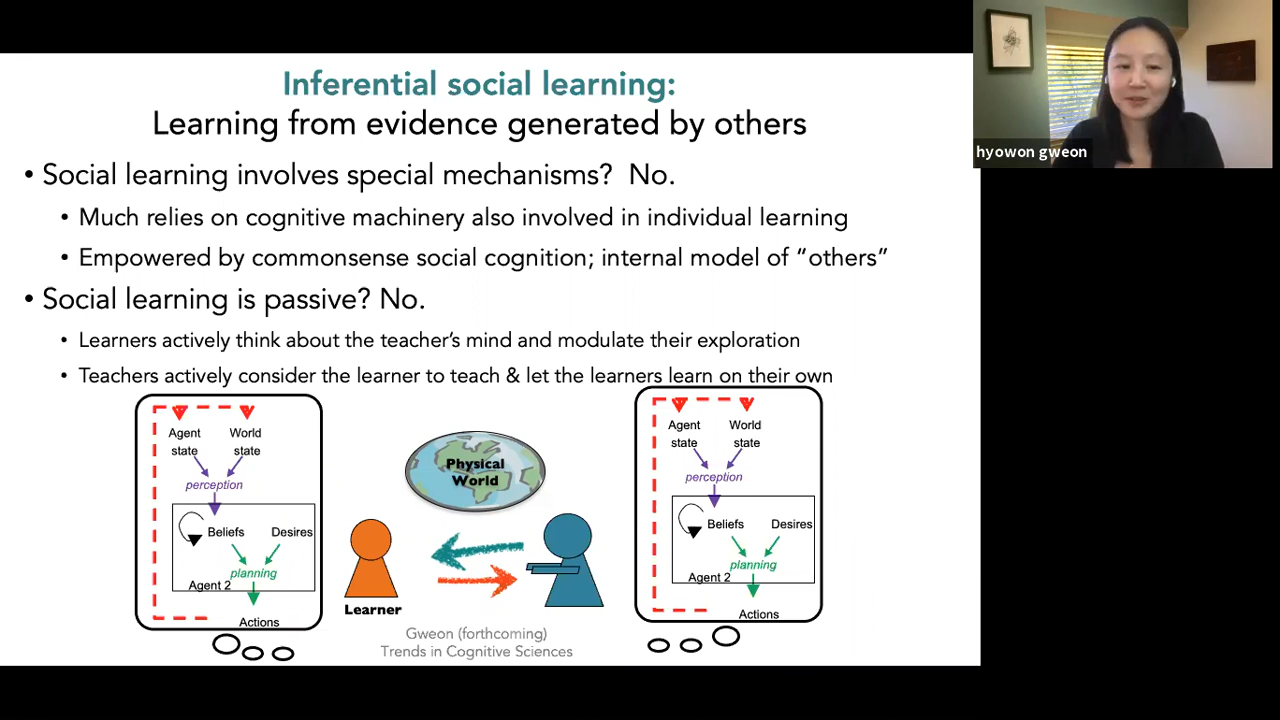 Inferential social learning:
Learning from evidence generated by others
• Social learning involves special mechanisms?  No.
• Much relies on cognitive machinery also involved in individual learning
• Empowered by commonsense social cognition; internal model of “others”
• Social learning is passive? No.
• Learners actively think about the teacher’s mind and modulate their exploration
• Teachers actively consider the learner to teach & let the learners learn on their own
Agent
state
World
state
perception
Beliefs
Desires
planning
Agent 2
Actions
Physical
World
Learner
Gweon (forthcoming)
Trends in Cognitive Sciences
Agent
state
World
state
perception
Beliefs
Desires
planning
Agent 2
Actions
hyowon gweon